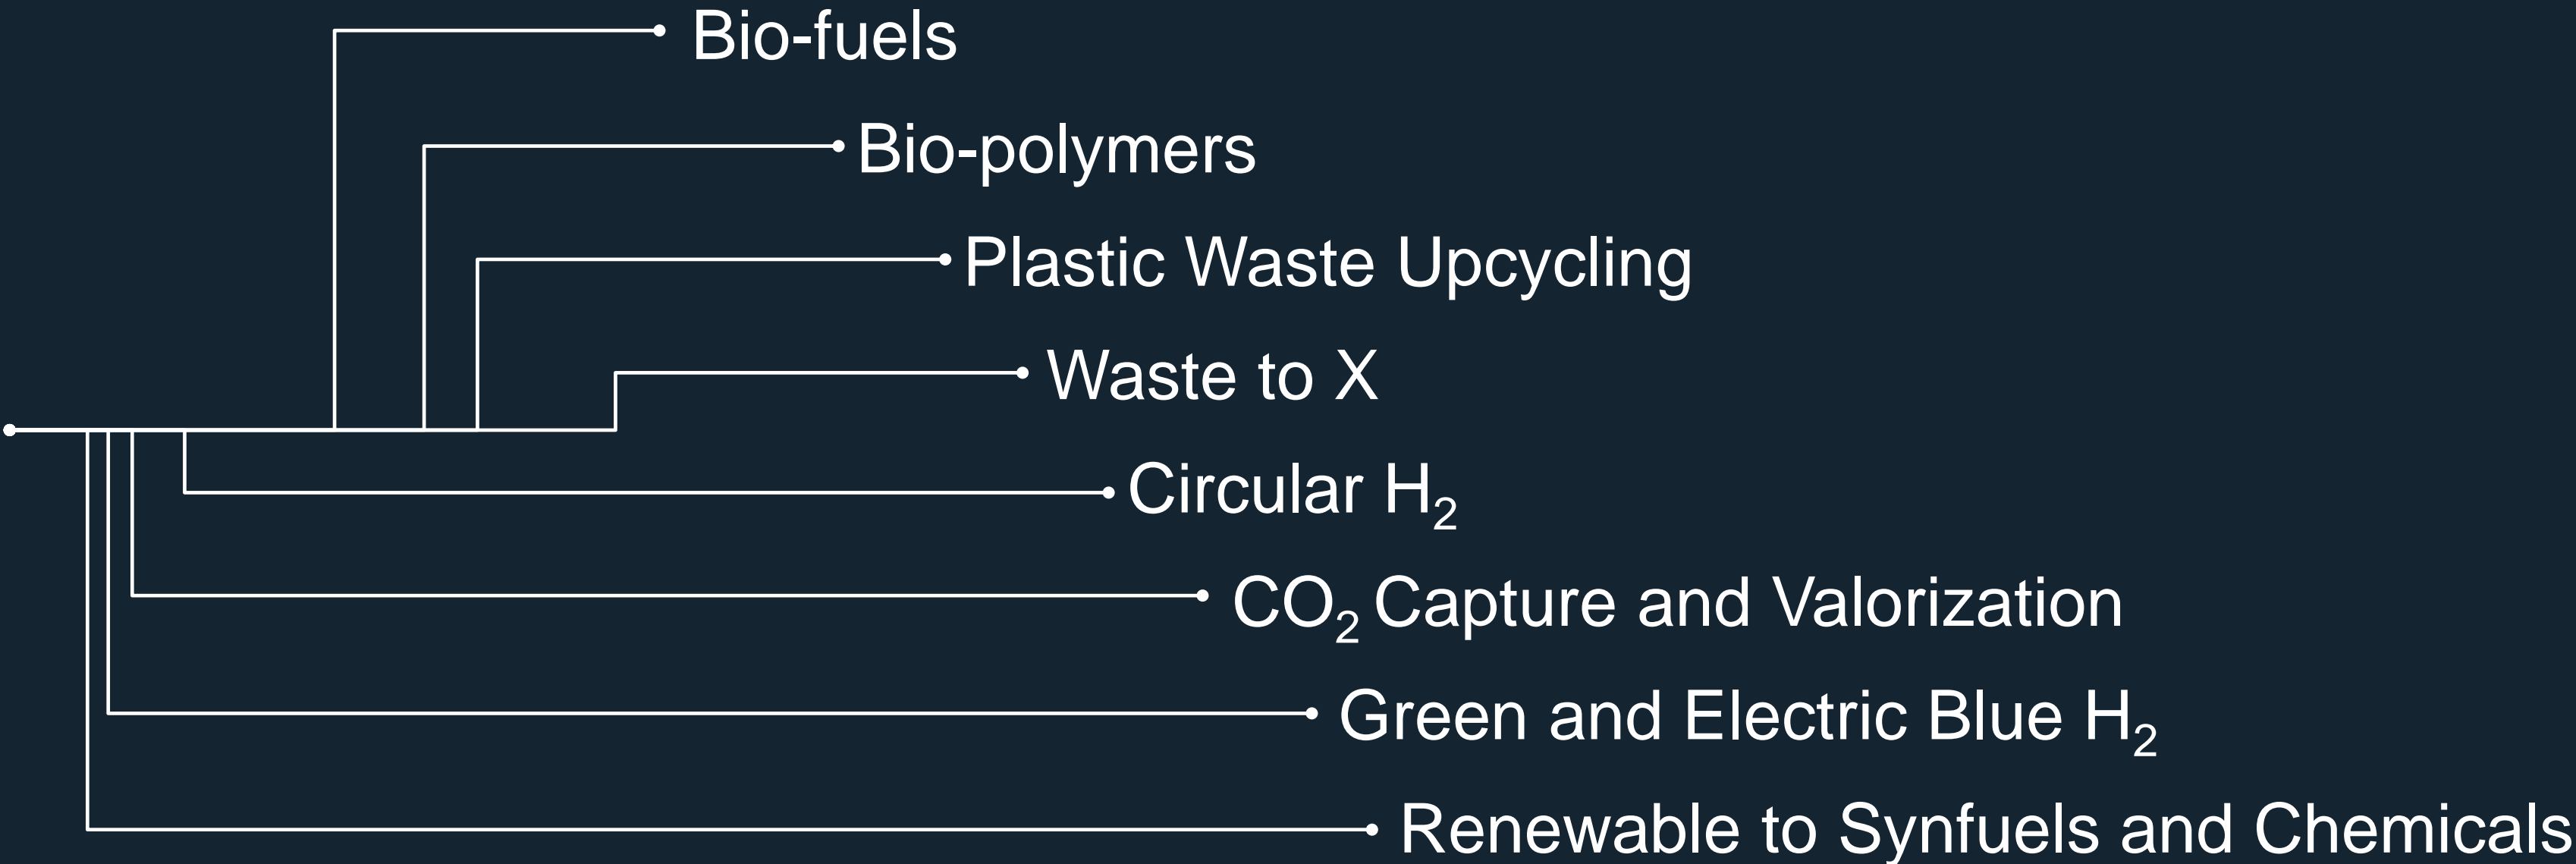 Bio-fuels
Bio-polymers
Plastic Waste Upcycling
Waste to X
Circular H₂
CO₂ Capture and Valorization
Green and Electric Blue H₂
Renewable to Synfuels and Chemicals